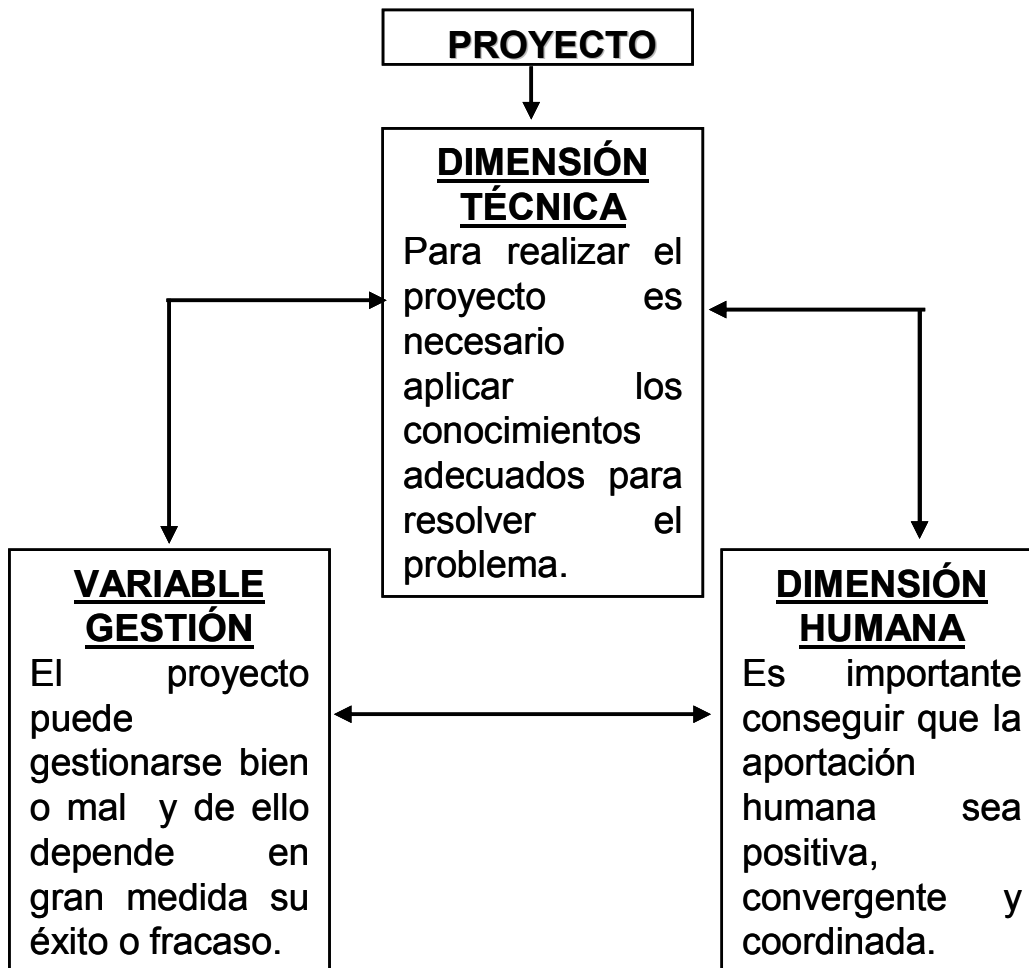 PROYECTO
DIMENSIÓN
TÉCNICA
Para realizar el
proyecto es
necesario
aplicar los
conocimientos
adecuados para
resolver el
problema.
VARIABLE
GESTIÓN
El proyecto
puede
gestionarse bien
o mal y de ello
depende en
gran medida su
éxito o fracaso.
DIMENSIÓN
HUMANA
Es importante
conseguir que la
aportación
humana sea
positiva,
convergente y
coordinada.